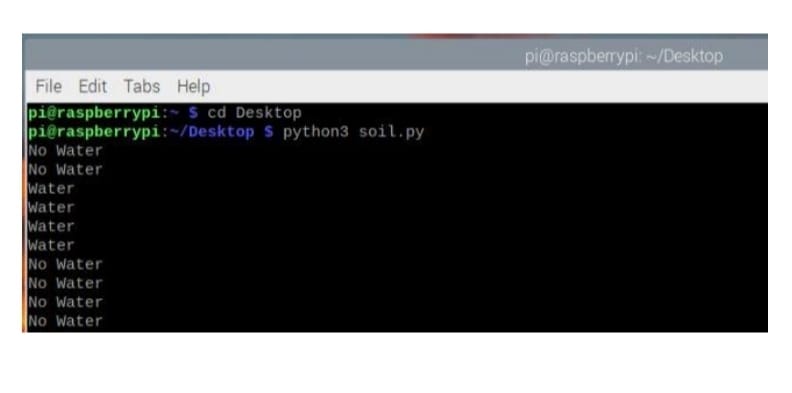 pi@raspberrypi: ~/Desktop
File Edit Tabs Help
pi@raspberrypi:~ $ cd Desktop
pi@raspberrypi:~/Desktop $ python3 soil.py
No Water
No Water
Water
Water
Water
Water
No Water
No Water
No Water
No Water